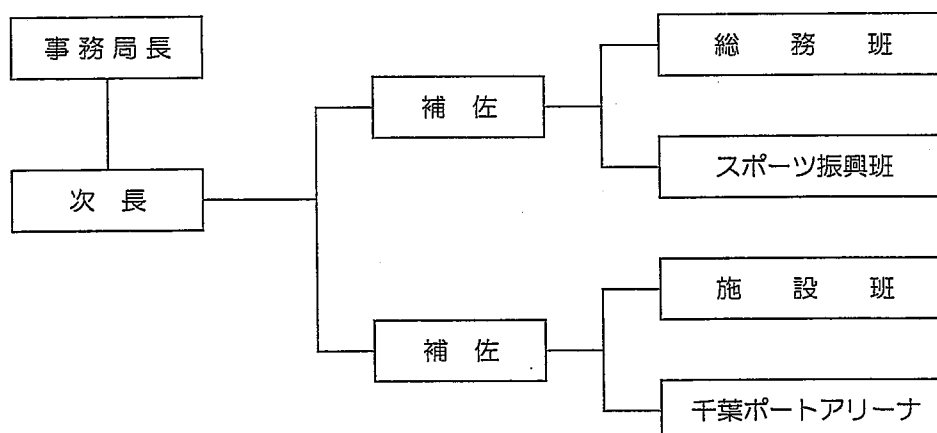 事務局長
次長
補佐
総務班
スポーツ振興班
補佐
施設班
千葉ポートアリーナ